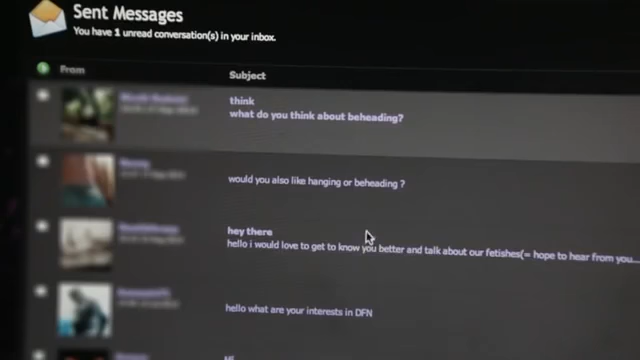 Sent Messages
You have 1 unread conversation(s) in your inbox.
From
Subject
think
what do you think about beheading?
would you also like hanging or beheading ?
hey there
hello i would love to get to know you better and talk about our fetishes(= hope to hear from you...
hello what are your interests in DFN